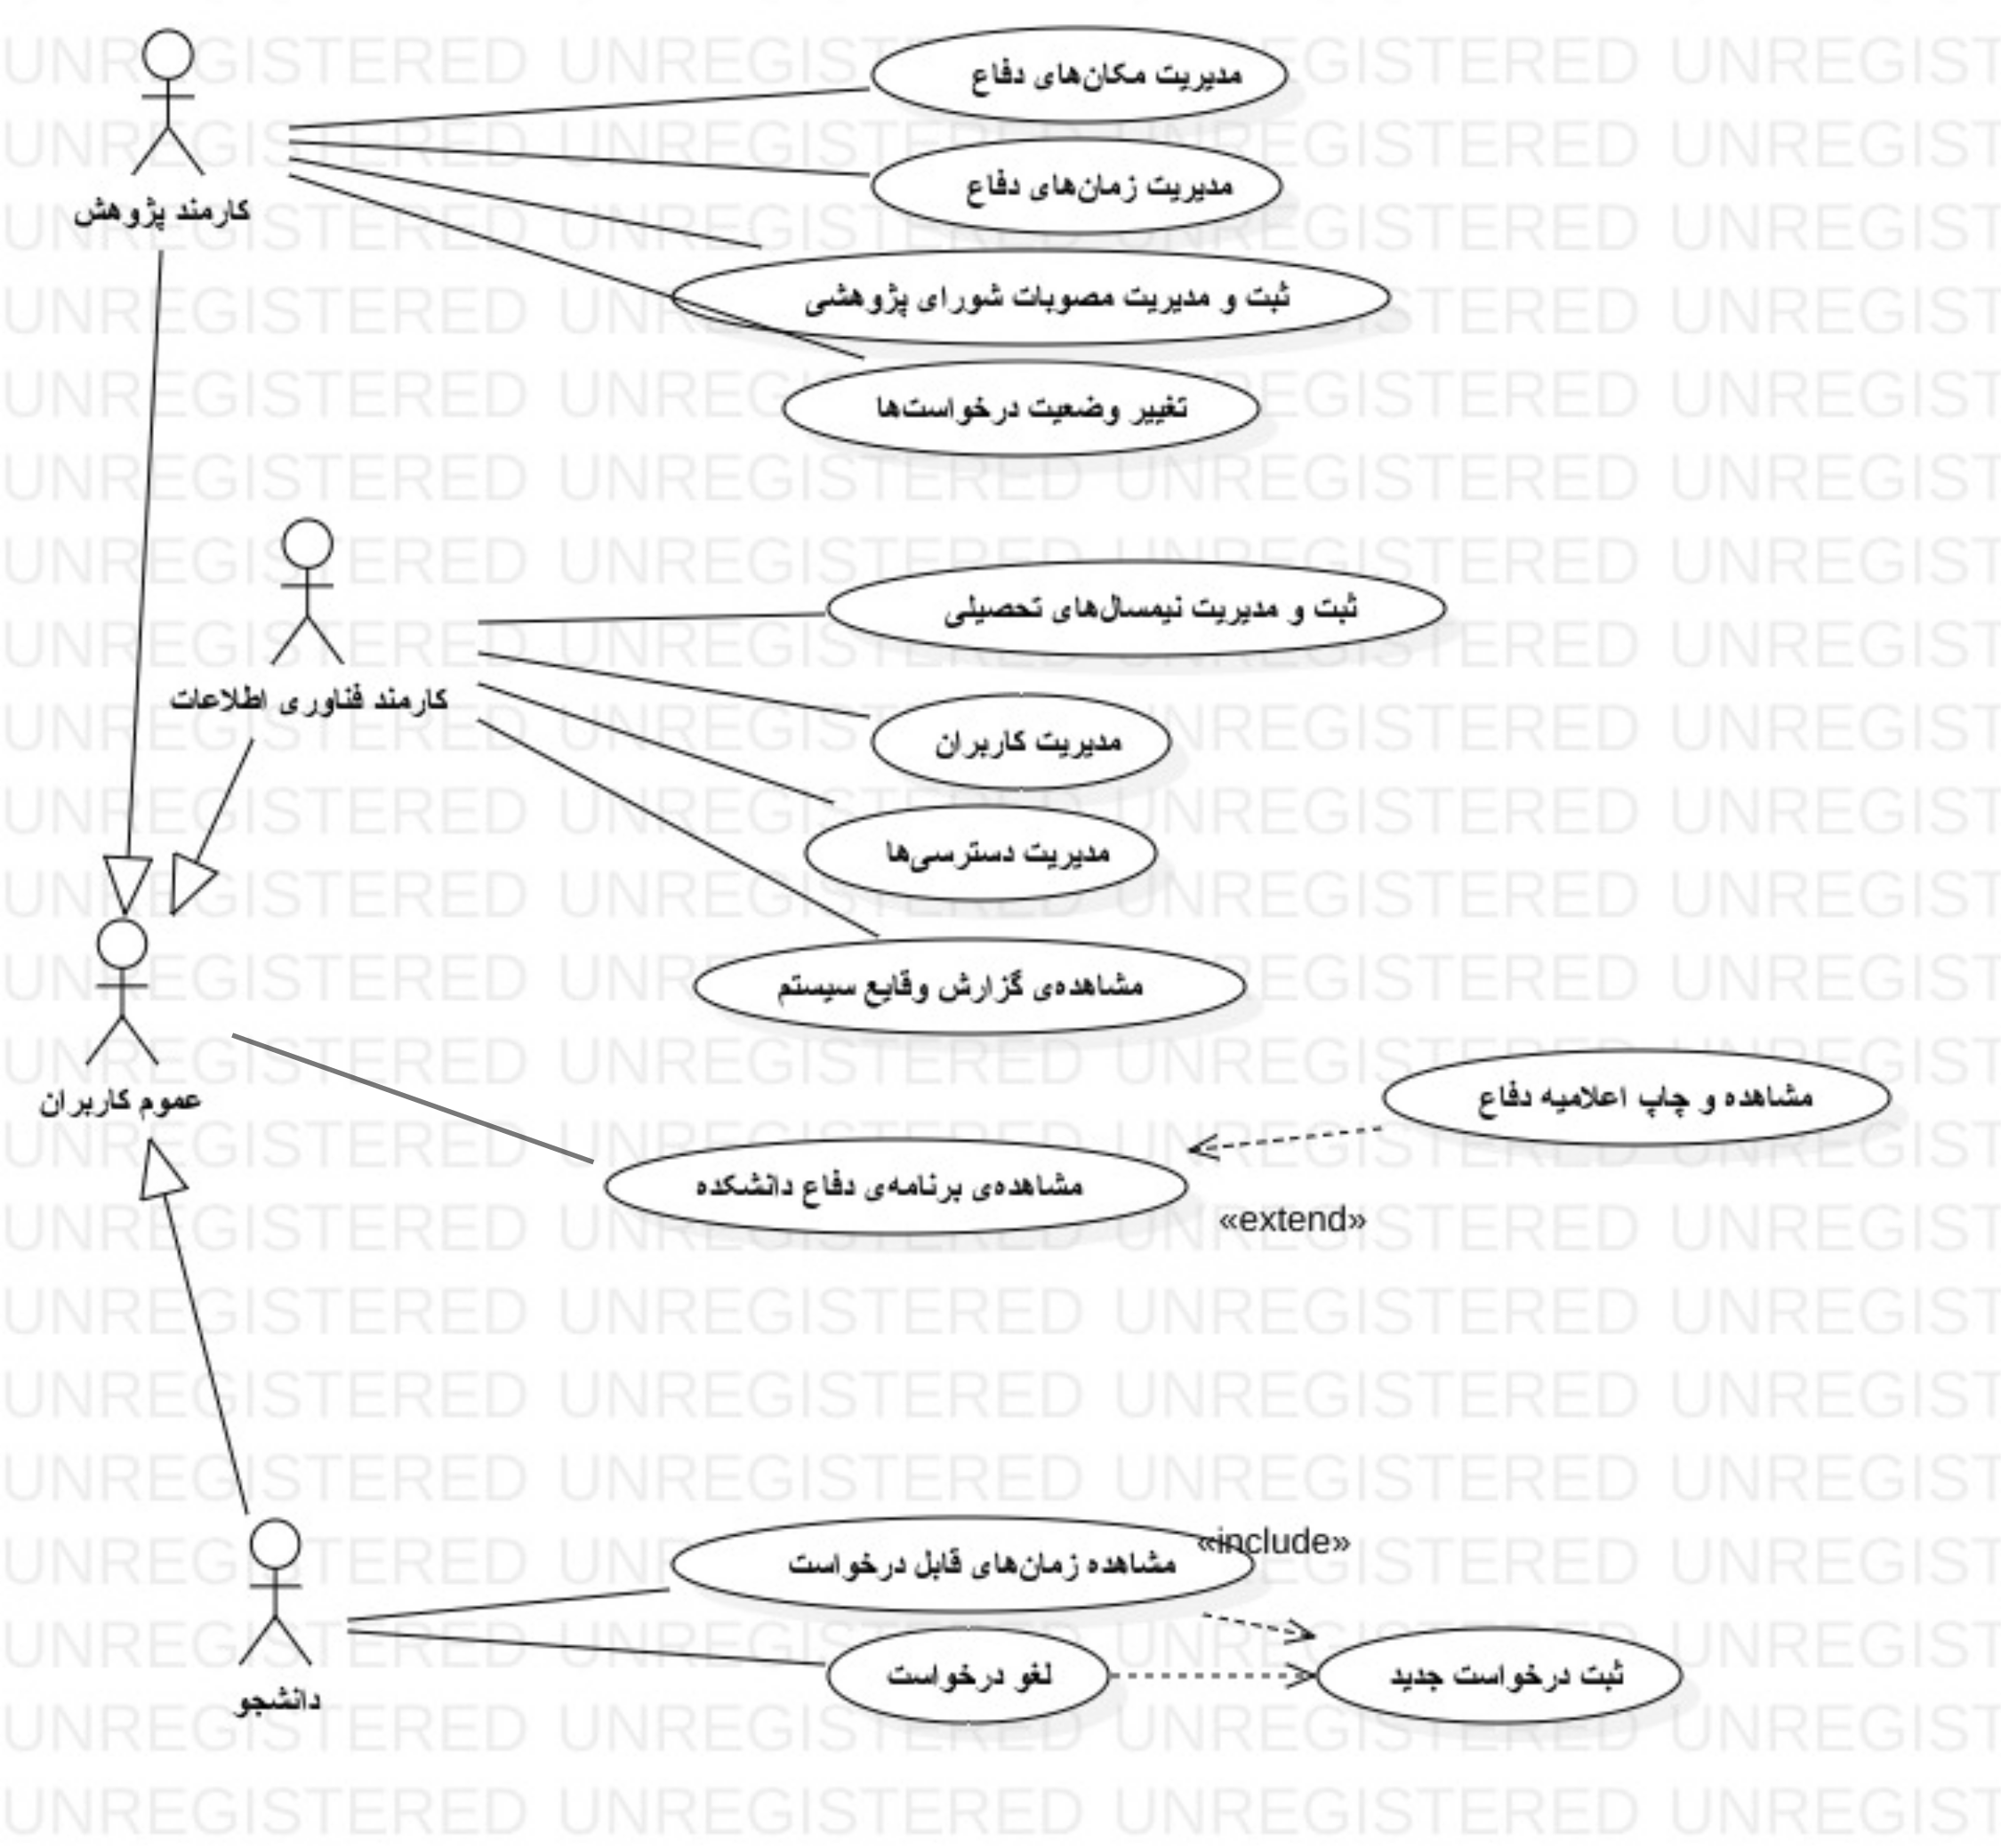 مدیریت مکان‌های دفاع
مدیریت زمان‌های دفاع
کارمند پژوهش
ثبت و مدیریت مصوبات شورای پژوهشی
تغییر وضعیت درخواست‌ها
ثبت و مدیریت نیمسال‌های تحصیلی
کارمند فناوری اطلاعات
مدیریت کاربران
مدیریت دسترسی‌ها
مشاهده‌ی گزارش وقایع سیستم
عموم کاربران
مشاهده و چاپ اعلامیه دفاع
مشاهده‌ی برنامه‌ی دفاع دانشکده
«extend»
«include»
مشاهده زمان‌های قابل درخواست
لغو درخواست
ثبت درخواست جدید
دانشجو
UNREGISTERED UNREGISTERED UNREGISTERED UNREGIST